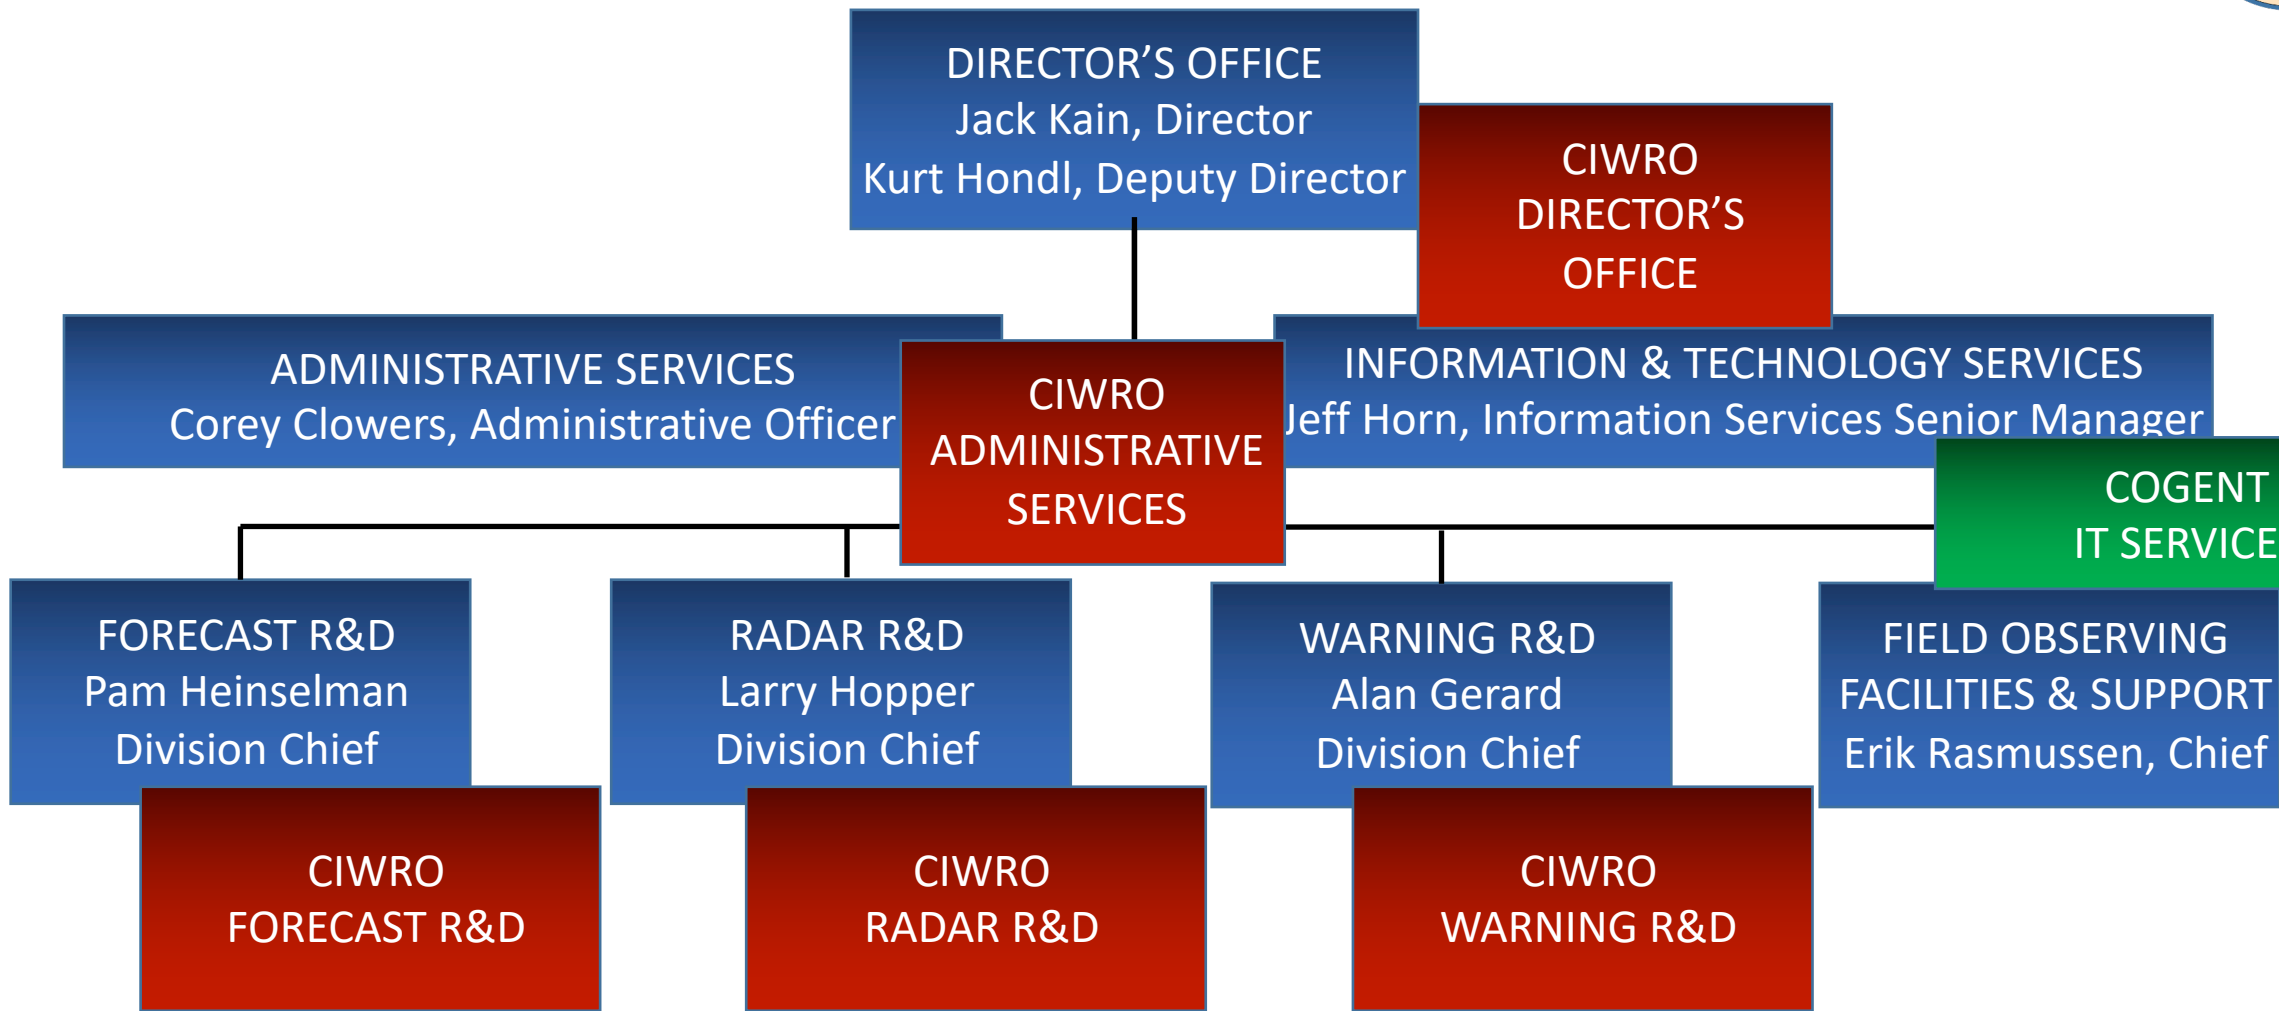 DIRECTOR’S OFFICE
Jack Kain, Director
Kurt Hondl, Deputy Director
CIWRO
DIRECTOR’S
OFFICE
ADMINISTRATIVE SERVICES
Corey Clowers, Administrative Officer
CIWRO
ADMINISTRATIVE
SERVICES
INFORMATION & TECHNOLOGY SERVICES
Jeff Horn, Information Services Senior Manager
COGENT
IT SERVICE
FORECAST R&D
Pam Heinselman
Division Chief
RADAR R&D
Larry Hopper
Division Chief
WARNING R&D
Alan Gerard
Division Chief
FIELD OBSERVING
FACILITIES & SUPPORT
Erik Rasmussen, Chief
CIWRO
FORECAST R&D
CIWRO
RADAR R&D
CIWRO
WARNING R&D